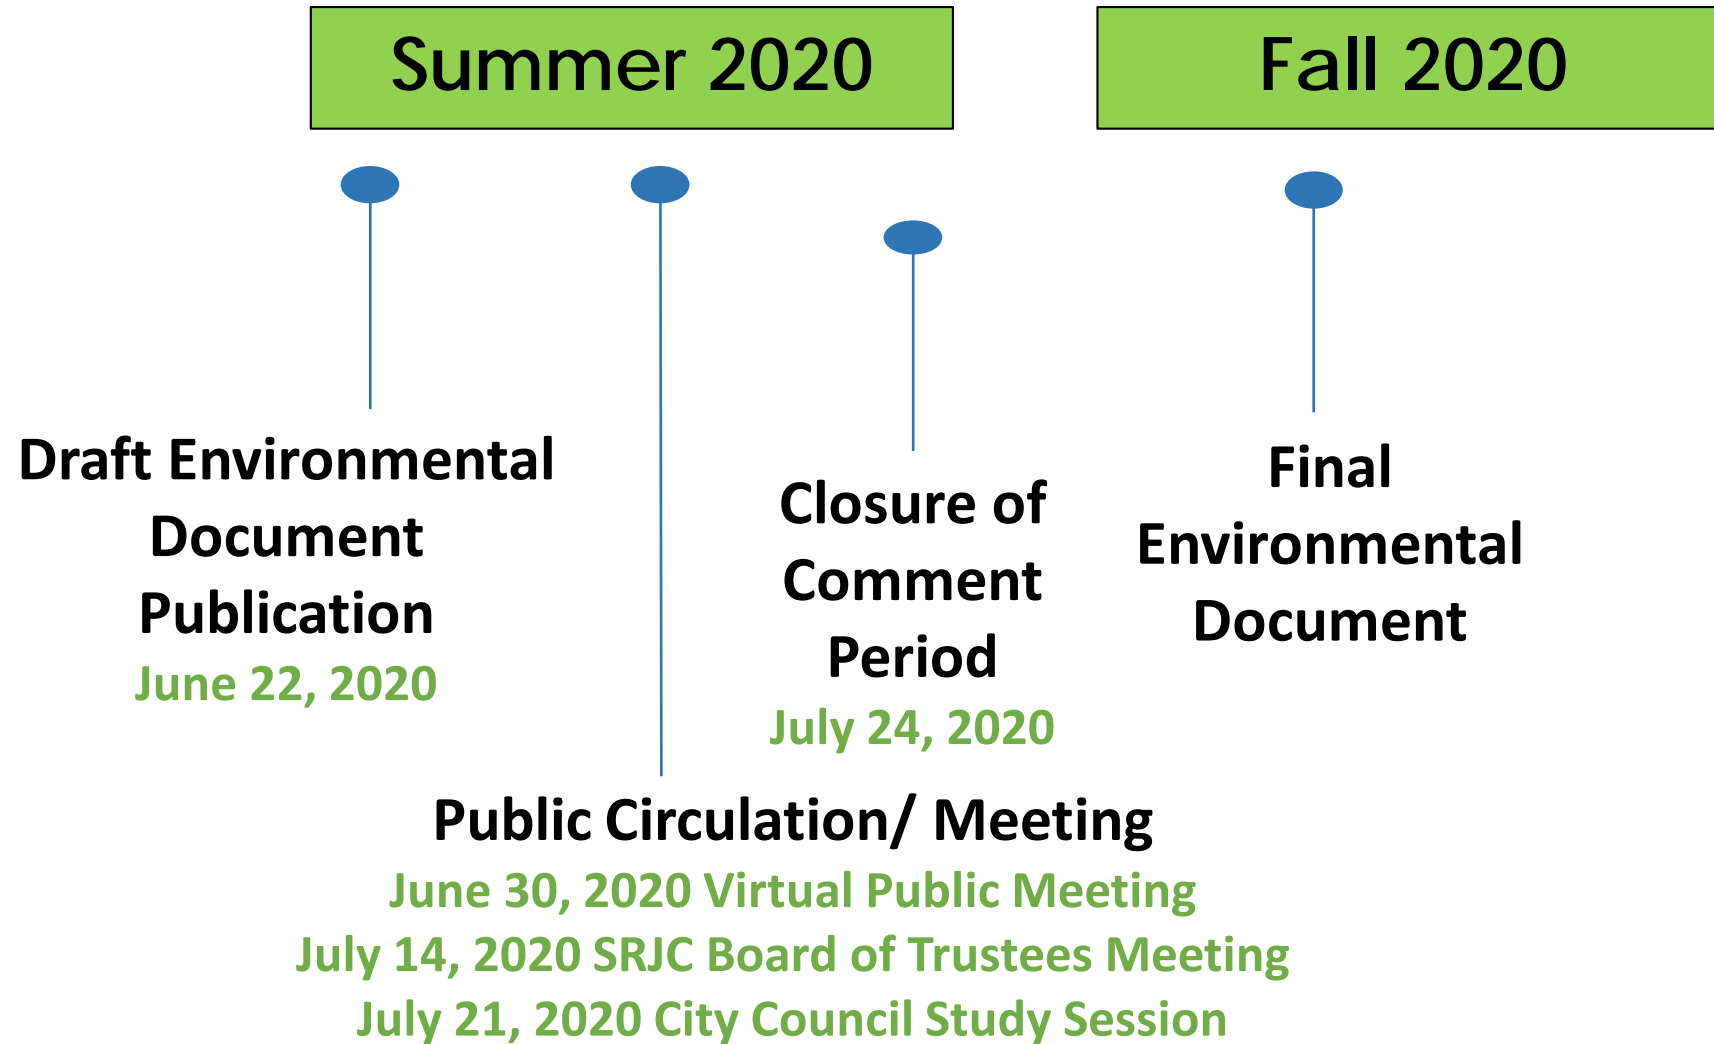 Summer 2020
Fall 2020
Draft Environmental
Document
Publication
June 22, 2020
Closure of
Comment
Period
July 24, 2020
Final
Environmental
Document
Public Circulation/ Meeting
June 30, 2020 Virtual Public Meeting
July 14, 2020 SRJC Board of Trustees Meeting
July 21, 2020 City Council Study Session